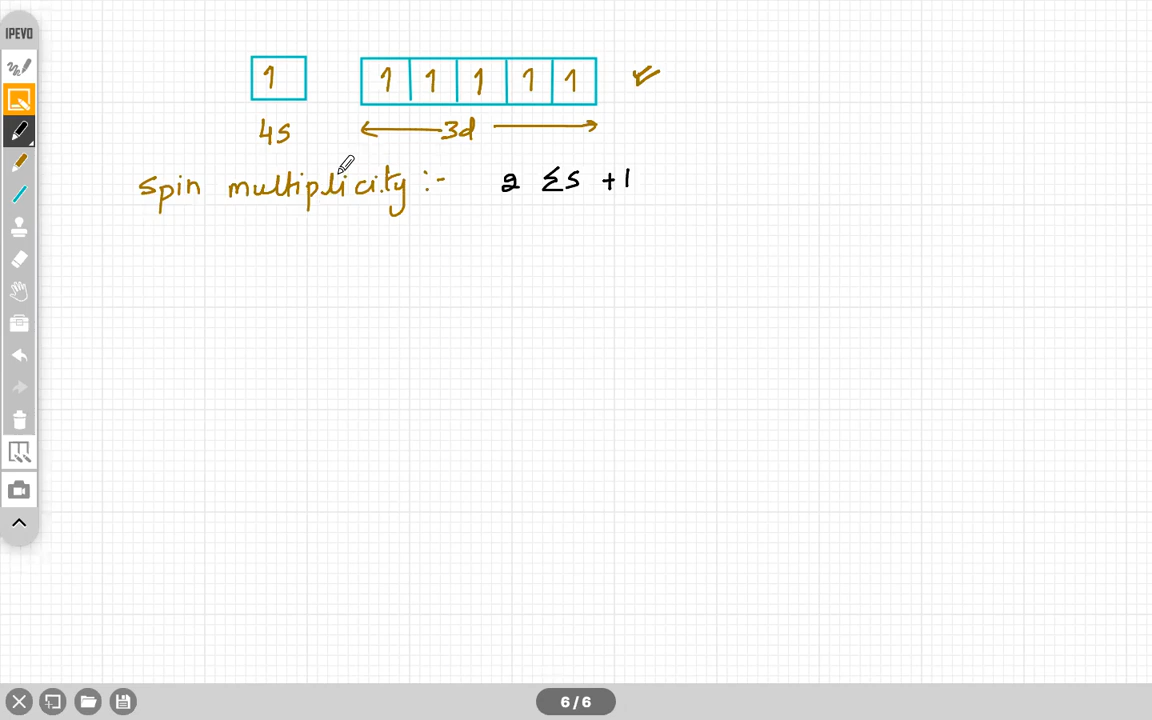 IPEVO
1 1 1 1 1 1
4s 3d
spin multiplicity :- 2 ΣS +1
6/6